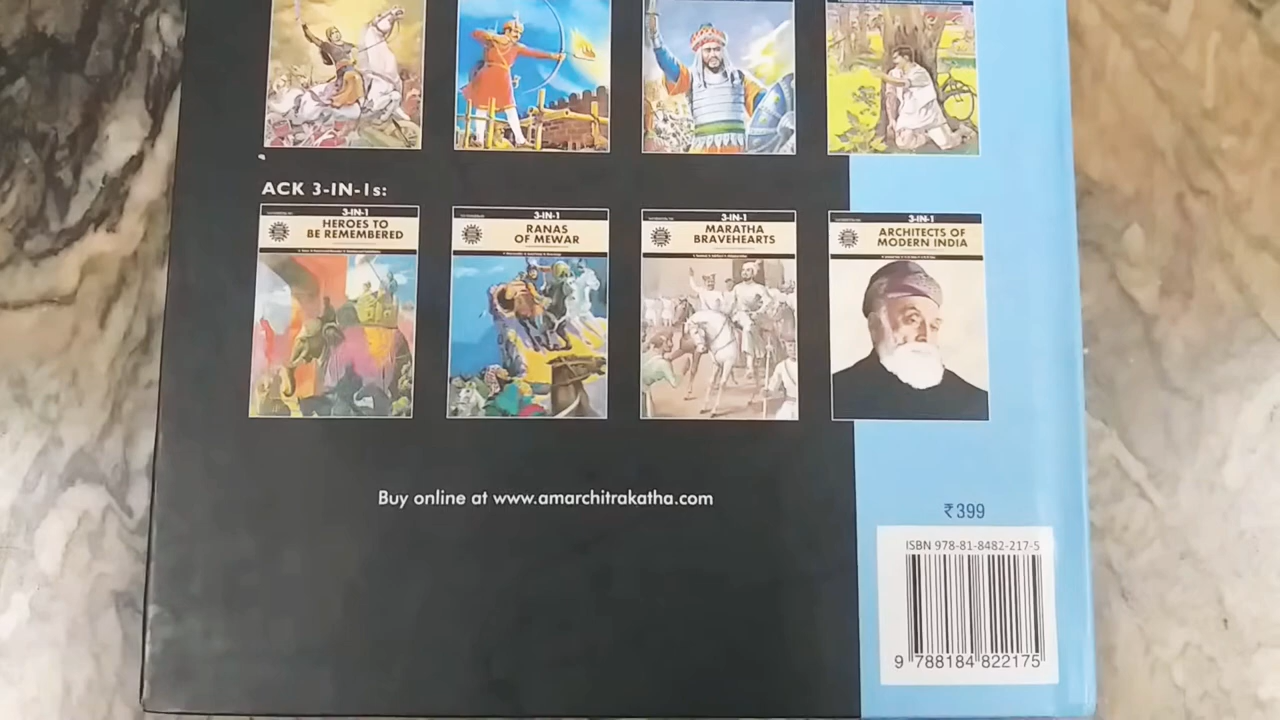 ACK 3-IN-1s:
3-IN-1
HEROES TO
BE REMEMBERED
3-IN-1
RANAS
OF MEWAR
3-IN-1
MARATHA
BRAVEHEARTS
3-IN-1
ARCHITECTS OF
MODERN INDIA
Buy online at www.amarchitrakatha.com
₹399
ISBN 978-81-8482-217-5
9 788184 822175